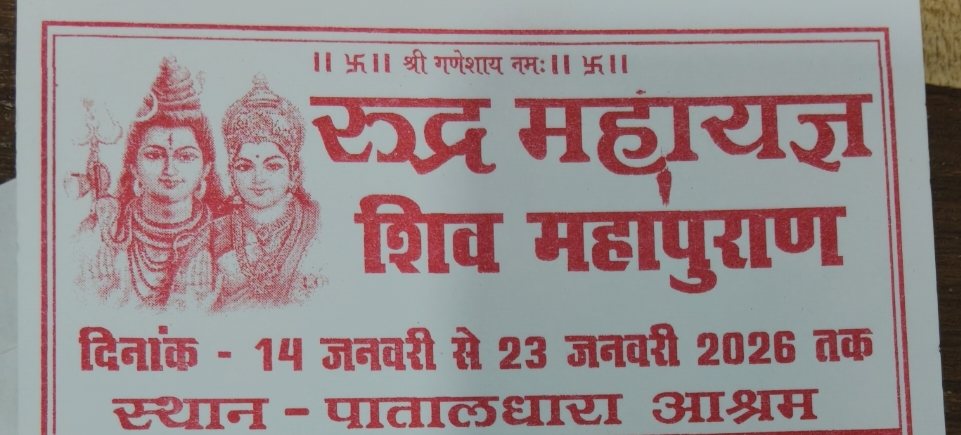 ॥ 卐॥ श्री गणेशाय नमः॥ 卐॥
रूद्र महायज्ञ
शिव महापुराण
दिनांक - 14 जनवरी से 23 जनवरी 2026 तक
स्थान - पातालधारा आश्रम